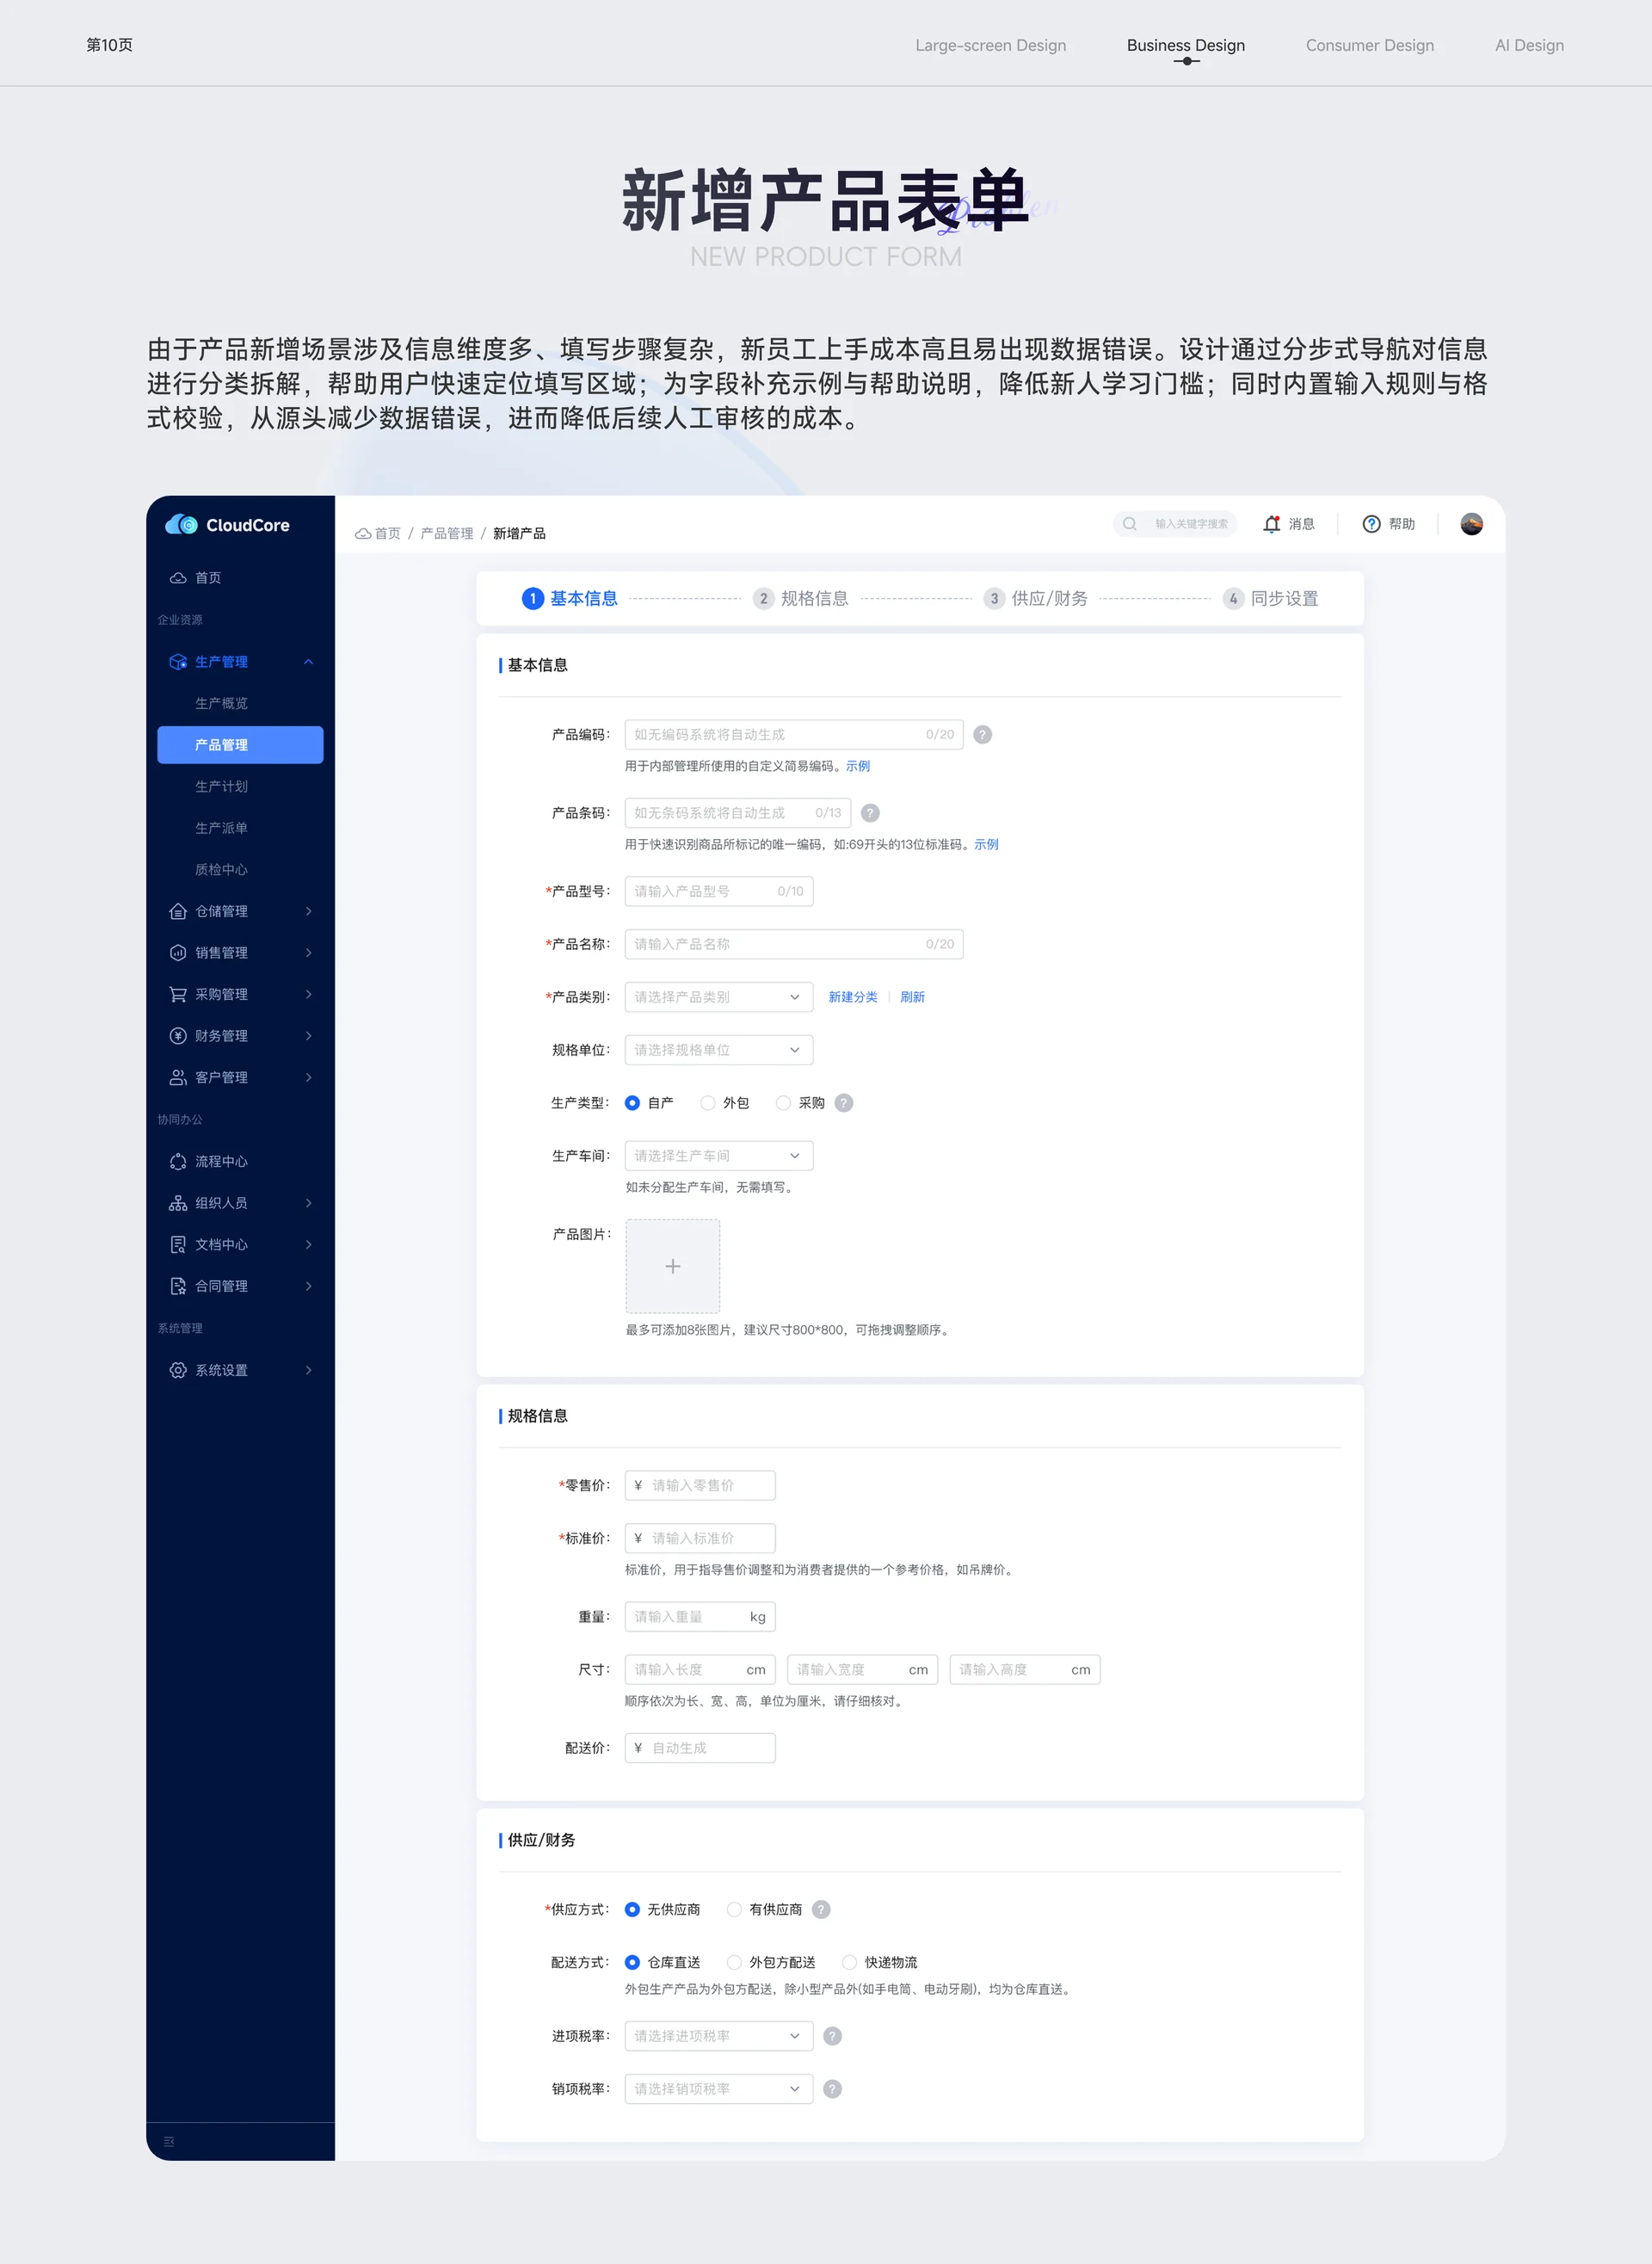 第10页
Large-screen Design
Business Design
Consumer Design
AI Design
新增产品表单
NEW PRODUCT FORM
由于产品新增场景涉及信息维度多、填写步骤复杂，新员工上手成本高且易出现数据错误。设计通过分步式导航对信息
进行分类拆解，帮助用户快速定位填写区域；为字段补充示例与帮助说明，降低新人学习门槛；同时内置输入规则与格
式校验，从源头减少数据错误，进而降低后续人工审核的成本。
CloudCore
首页
企业资源
生产管理
生产概览
产品管理
生产计划
生产派单
质检中心
仓储管理
销售管理
采购管理
财务管理
客户管理
协同办公
流程中心
组织人员
文档中心
合同管理
系统管理
系统设置
首页 / 产品管理 / 新增产品
输入关键字搜索
消息
帮助
1 基本信息
2 规格信息
3 供应/财务
4 同步设置
基本信息
产品编码： 如无编码系统将自动生成 0/20 ?
用于内部管理所使用的自定义简易编码。示例
产品条码： 如无条码系统将自动生成 0/13 ?
用于快速识别商品所标记的唯一编码，如:69开头的13位标准码。示例
*产品型号： 请输入产品型号 0/10
*产品名称： 请输入产品名称 0/20
*产品类别： 请选择产品类别 新建分类 | 刷新
规格单位： 请选择规格单位
生产类型： 自产 外包 采购 ?
生产车间： 请选择生产车间
如未分配生产车间，无需填写。
产品图片：
最多可添加8张图片，建议尺寸800*800，可拖拽调整顺序。
规格信息
*零售价： ¥ 请输入零售价
*标准价： ¥ 请输入标准价
标准价，用于指导售价调整和为消费者提供的一个参考价格，如吊牌价。
重量： 请输入重量 kg
尺寸： 请输入长度 cm 请输入宽度 cm 请输入高度 cm
顺序依次为长、宽、高，单位为厘米，请仔细核对。
配送价： ¥ 自动生成
供应/财务
*供应方式： 无供应商 有供应商 ?
配送方式： 仓库直送 外包方配送 快递物流
外包生产产品为外包方配送，除小型产品外(如手电筒、电动牙刷)，均为仓库直送。
进项税率： 请选择进项税率 ?
销项税率： 请选择销项税率 ?